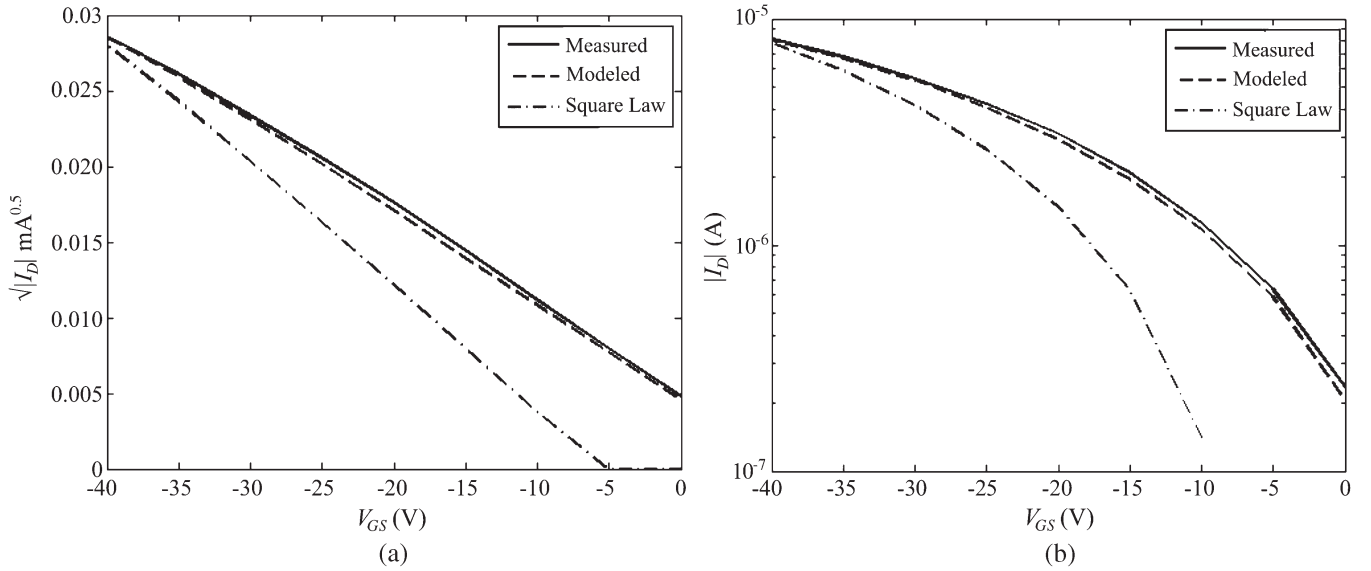 0.03
0.025
0.020
0.015
0.010
0.005
0
-40 -35 -30 -25 -20 -15 -10 -5 0
√|I_D| mA^0.5
V_GS (V)
Measured
Modeled
Square Law
(a)
10^-5
10^-6
10^-7
-40 -35 -30 -25 -20 -15 -10 -5 0
|I_D| (A)
V_GS (V)
Measured
Modeled
Square Law
(b)